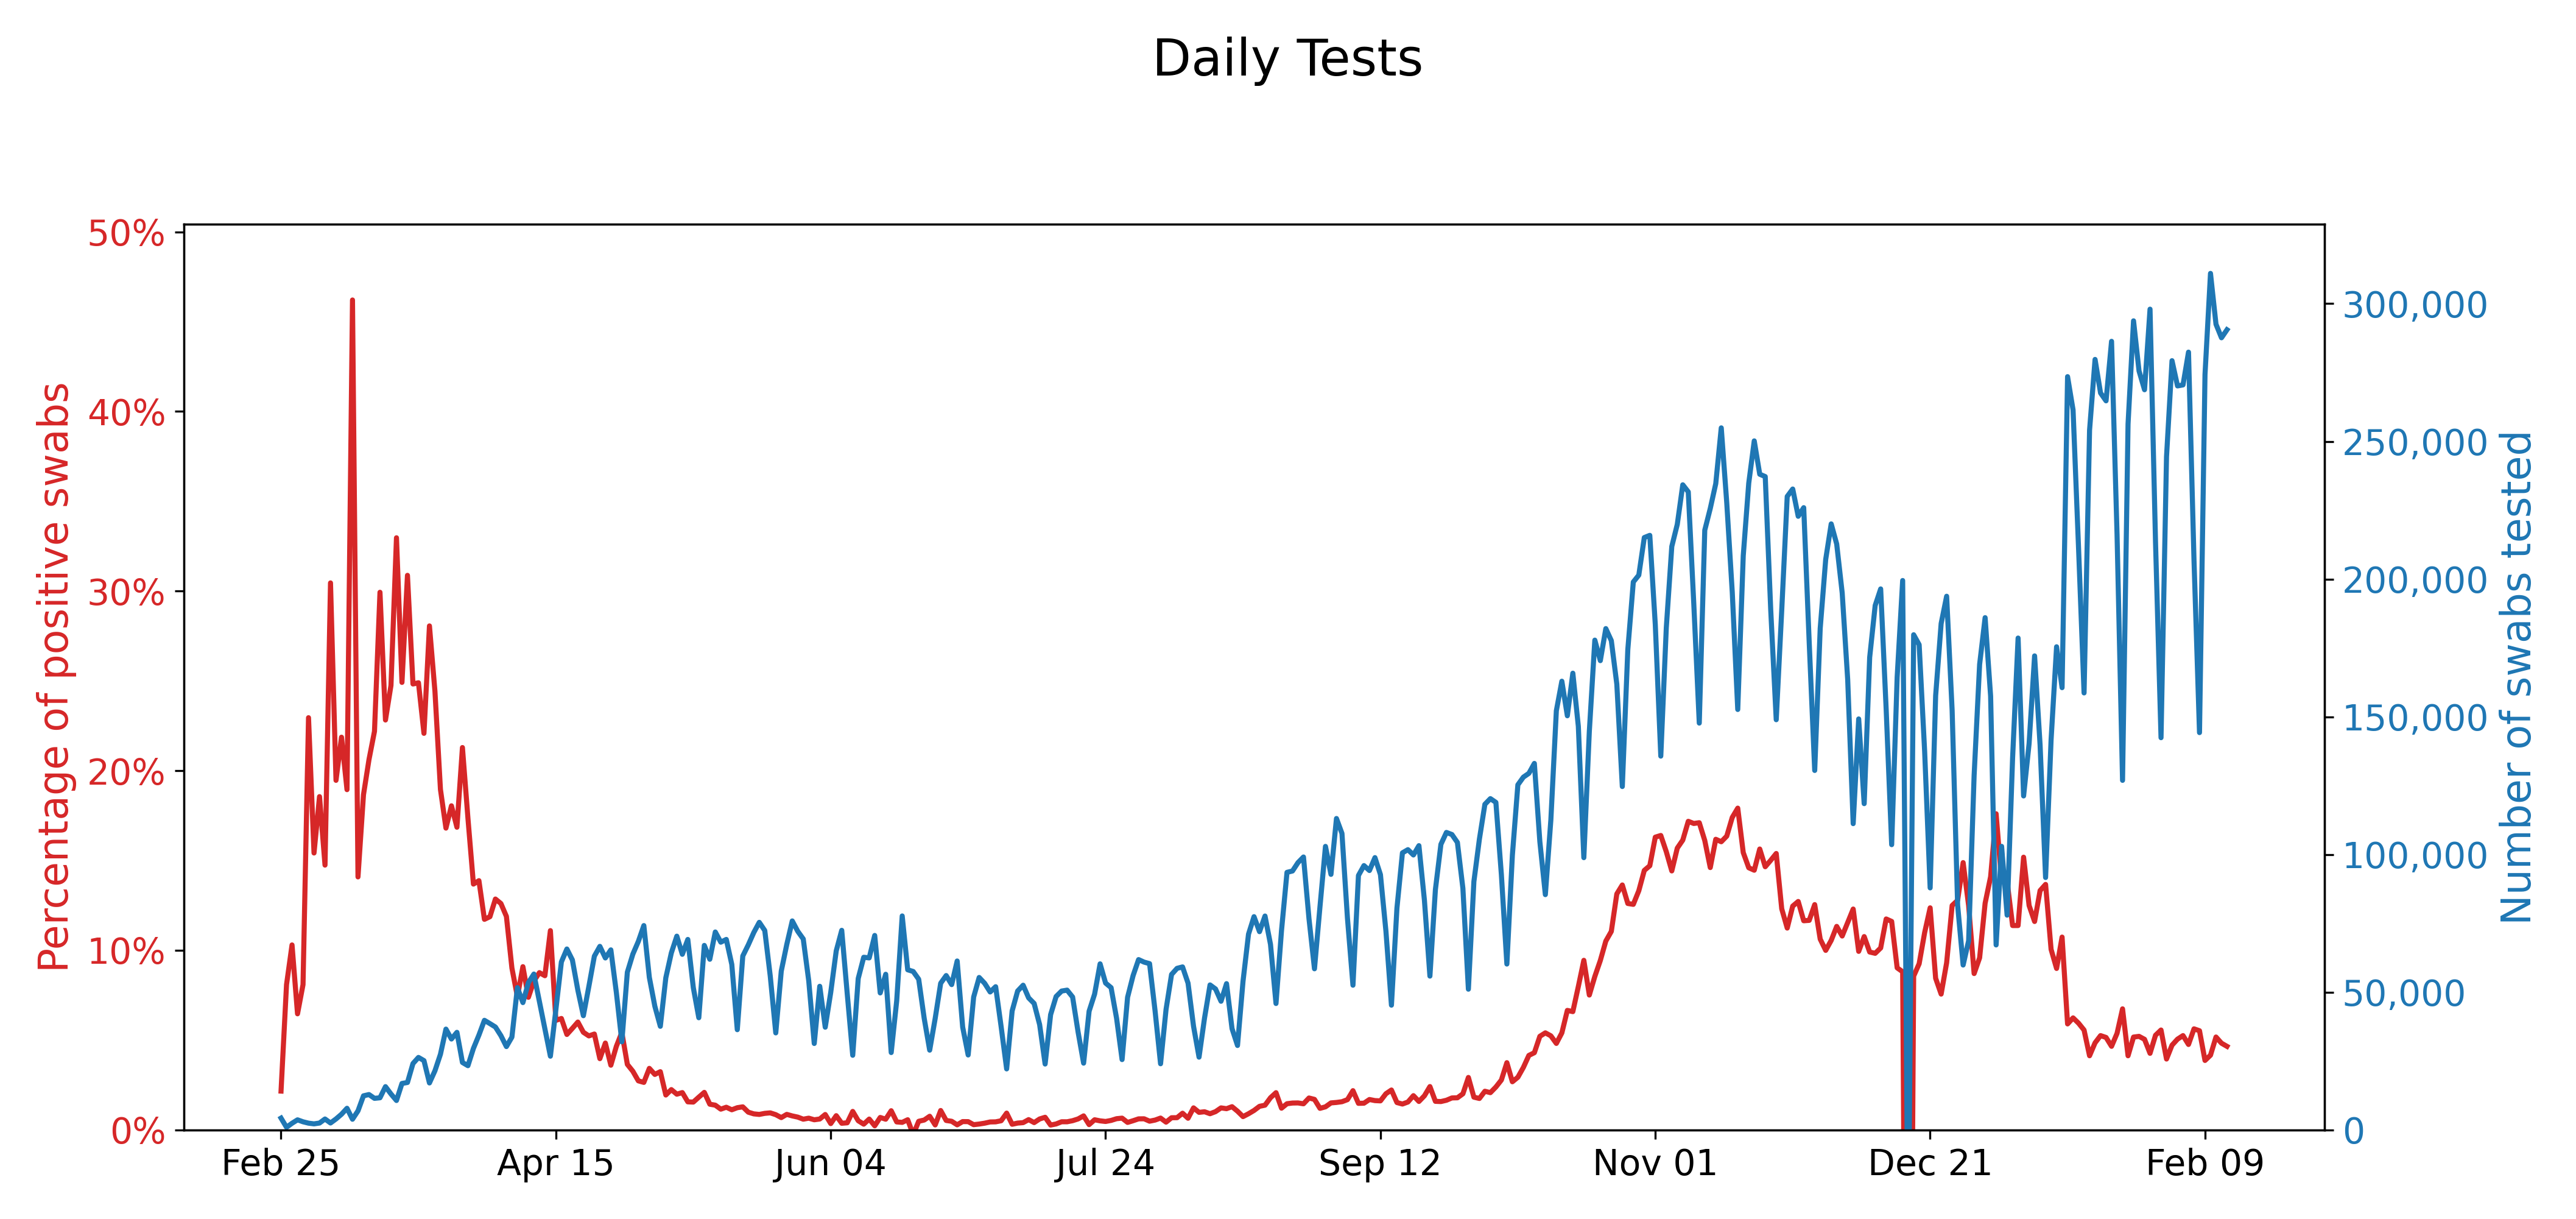 Daily Tests
Percentage of positive swabs
50%
40%
30%
20%
10%
0%
300,000
250,000
200,000
150,000
100,000
50,000
0
Number of swabs tested
Feb 25
Apr 15
Jun 04
Jul 24
Sep 12
Nov 01
Dec 21
Feb 09